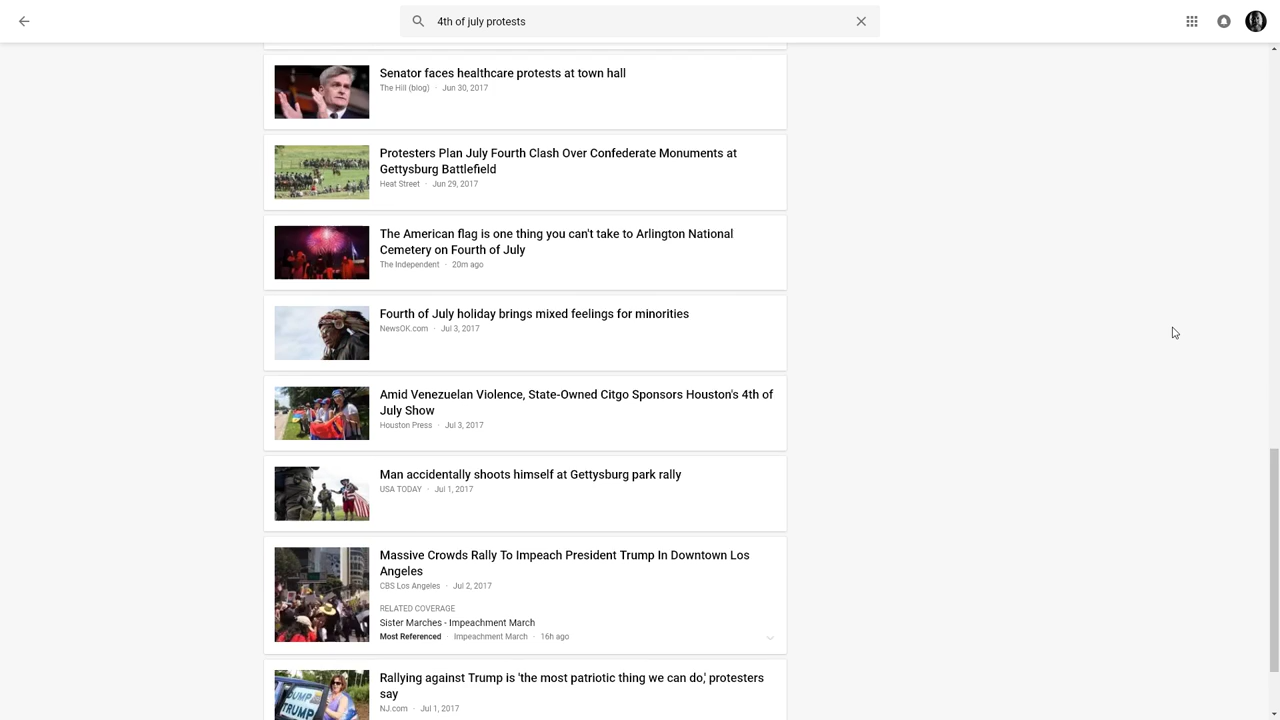 4th of july protests
Senator faces healthcare protests at town hall
The Hill (blog) · Jun 30, 2017
Protesters Plan July Fourth Clash Over Confederate Monuments at
Gettysburg Battlefield
Heat Street · Jun 29, 2017
The American flag is one thing you can't take to Arlington National
Cemetery on Fourth of July
The Independent · 20m ago
Fourth of July holiday brings mixed feelings for minorities
NewsOK.com · Jul 3, 2017
Amid Venezuelan Violence, State-Owned Citgo Sponsors Houston's 4th of
July Show
Houston Press · Jul 3, 2017
Man accidentally shoots himself at Gettysburg park rally
USA TODAY · Jul 1, 2017
Massive Crowds Rally To Impeach President Trump In Downtown Los
Angeles
CBS Los Angeles · Jul 2, 2017
RELATED COVERAGE
Sister Marches - Impeachment March
Most Referenced · Impeachment March · 16h ago
Rallying against Trump is 'the most patriotic thing we can do,' protesters
say
NJ.com · Jul 1, 2017
DUMP
TRUMP